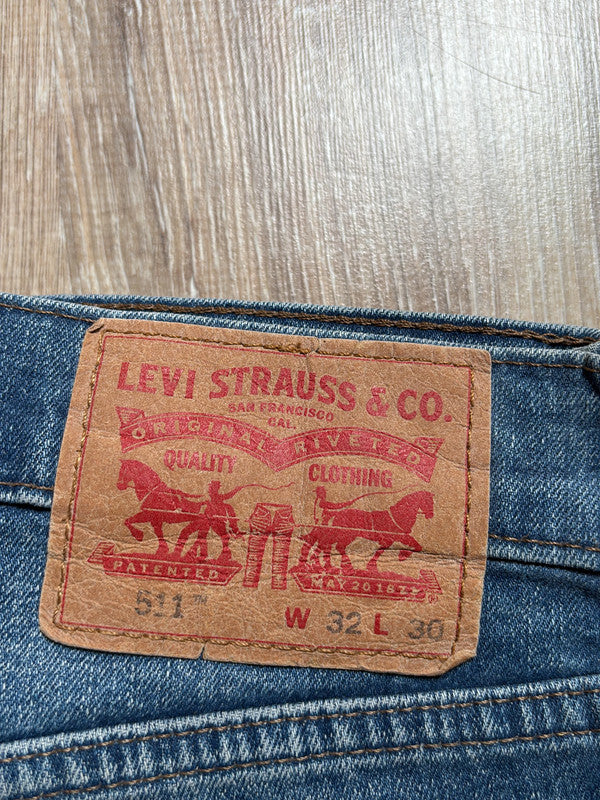 LEVI STRAUSS & CO.
SAN FRANCISCO
CAL.
ORIGINAL RIVETED
QUALITY CLOTHING
PATENTED MAY 20 1873 ®
511™ W 32 L 30